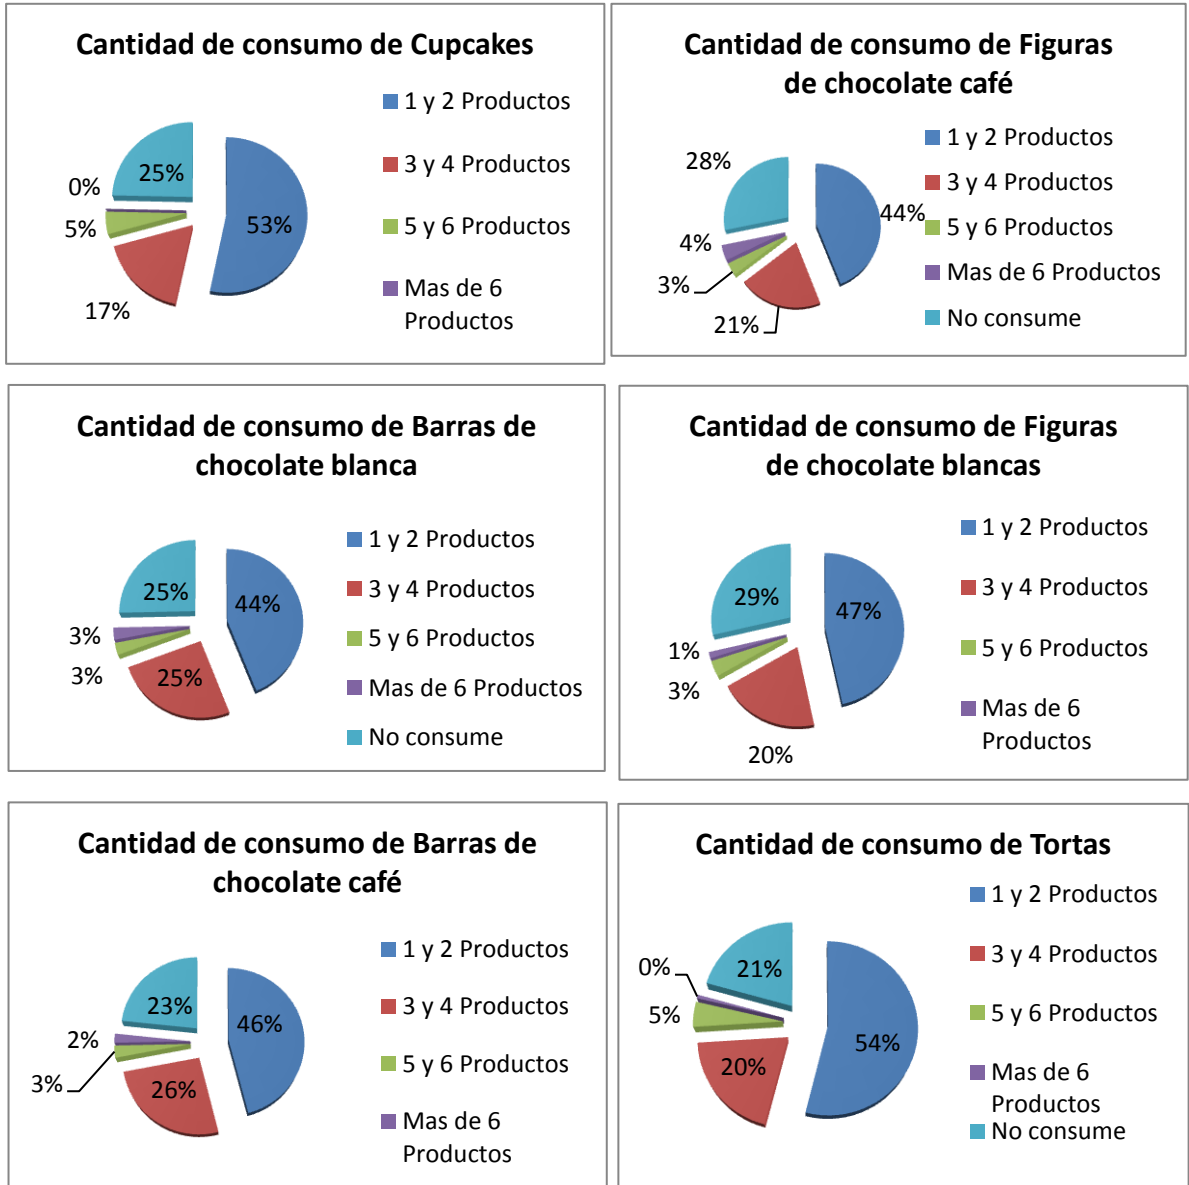 Cantidad de consumo de Cupcakes
1 y 2 Productos
3 y 4 Productos
5 y 6 Productos
Mas de 6
Productos
25%
0%
5%
53%
17%
Cantidad de consumo de Figuras
de chocolate café
1 y 2 Productos
3 y 4 Productos
5 y 6 Productos
Mas de 6 Productos
No consume
28%
44%
4%
3%
21%
Cantidad de consumo de Barras de
chocolate blanca
1 y 2 Productos
3 y 4 Productos
5 y 6 Productos
Mas de 6 Productos
No consume
25%
44%
3%
3%
25%
Cantidad de consumo de Figuras
de chocolate blancas
1 y 2 Productos
3 y 4 Productos
5 y 6 Productos
Mas de 6
Productos
29%
47%
1%
3%
20%
Cantidad de consumo de Barras de
chocolate café
1 y 2 Productos
3 y 4 Productos
5 y 6 Productos
Mas de 6
Productos
23%
46%
2%
3%
26%
Cantidad de consumo de Tortas
1 y 2 Productos
3 y 4 Productos
5 y 6 Productos
Mas de 6
Productos
No consume
21%
0%
5%
54%
20%